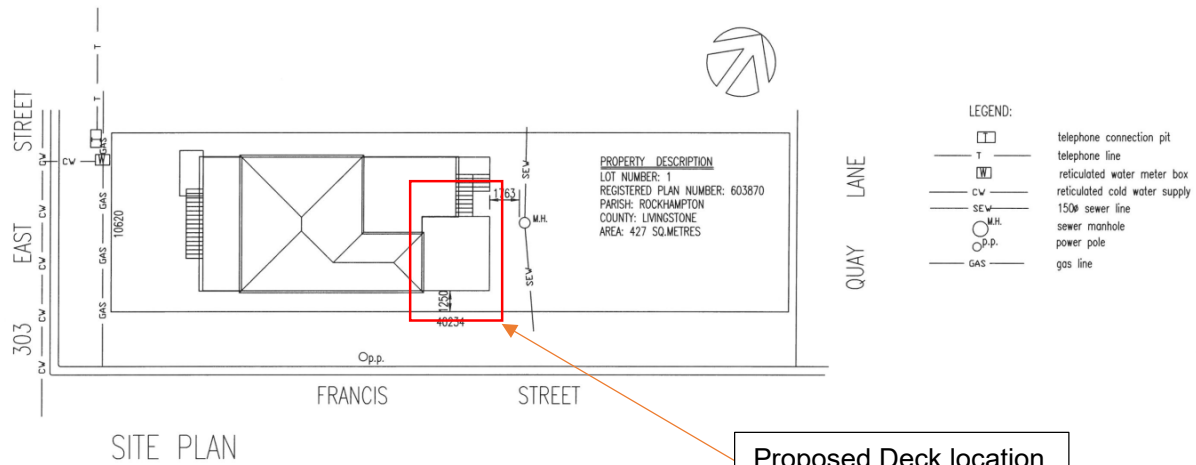 STREET
EAST
303
T
T
T
W
CW
CW
CW
CW
CW
CW
CW
GAS
GAS
GAS
GAS
10620
1763
SEW
SEW
M.H.
1250
40234
PROPERTY DESCRIPTION
LOT NUMBER: 1
REGISTERED PLAN NUMBER: 603870
PARISH: ROCKHAMPTON
COUNTY: LIVINGSTONE
AREA: 427 SQ.METRES
QUAY LANE
LEGEND:
T telephone connection pit
T telephone line
W reticulated water meter box
CW reticulated cold water supply
SEW 150ø sewer line
M.H. sewer manhole
p.p. power pole
GAS gas line
p.p.
FRANCIS STREET
SITE PLAN
Proposed Deck location